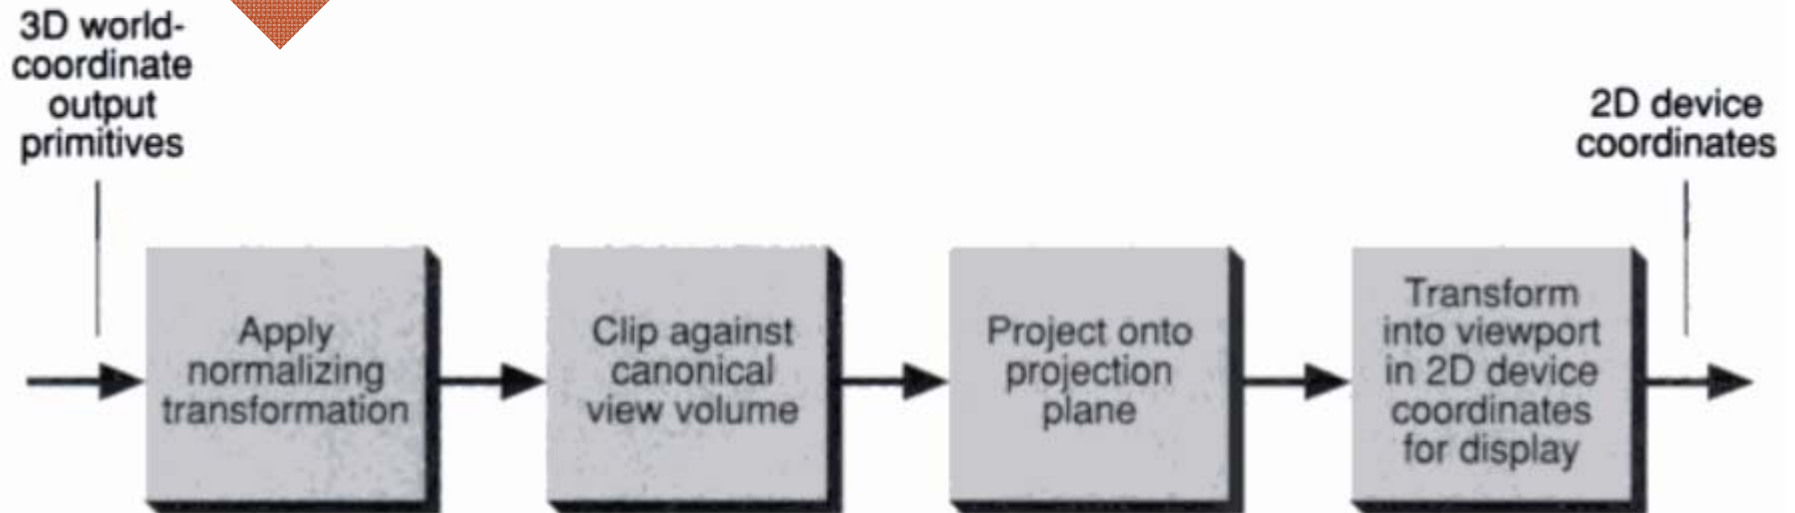 3D world-
coordinate
output
primitives
2D device
coordinates
Apply
normalizing
transformation
Clip against
canonical
view volume
Project onto
projection
plane
Transform
into viewport
in 2D device
coordinates
for display